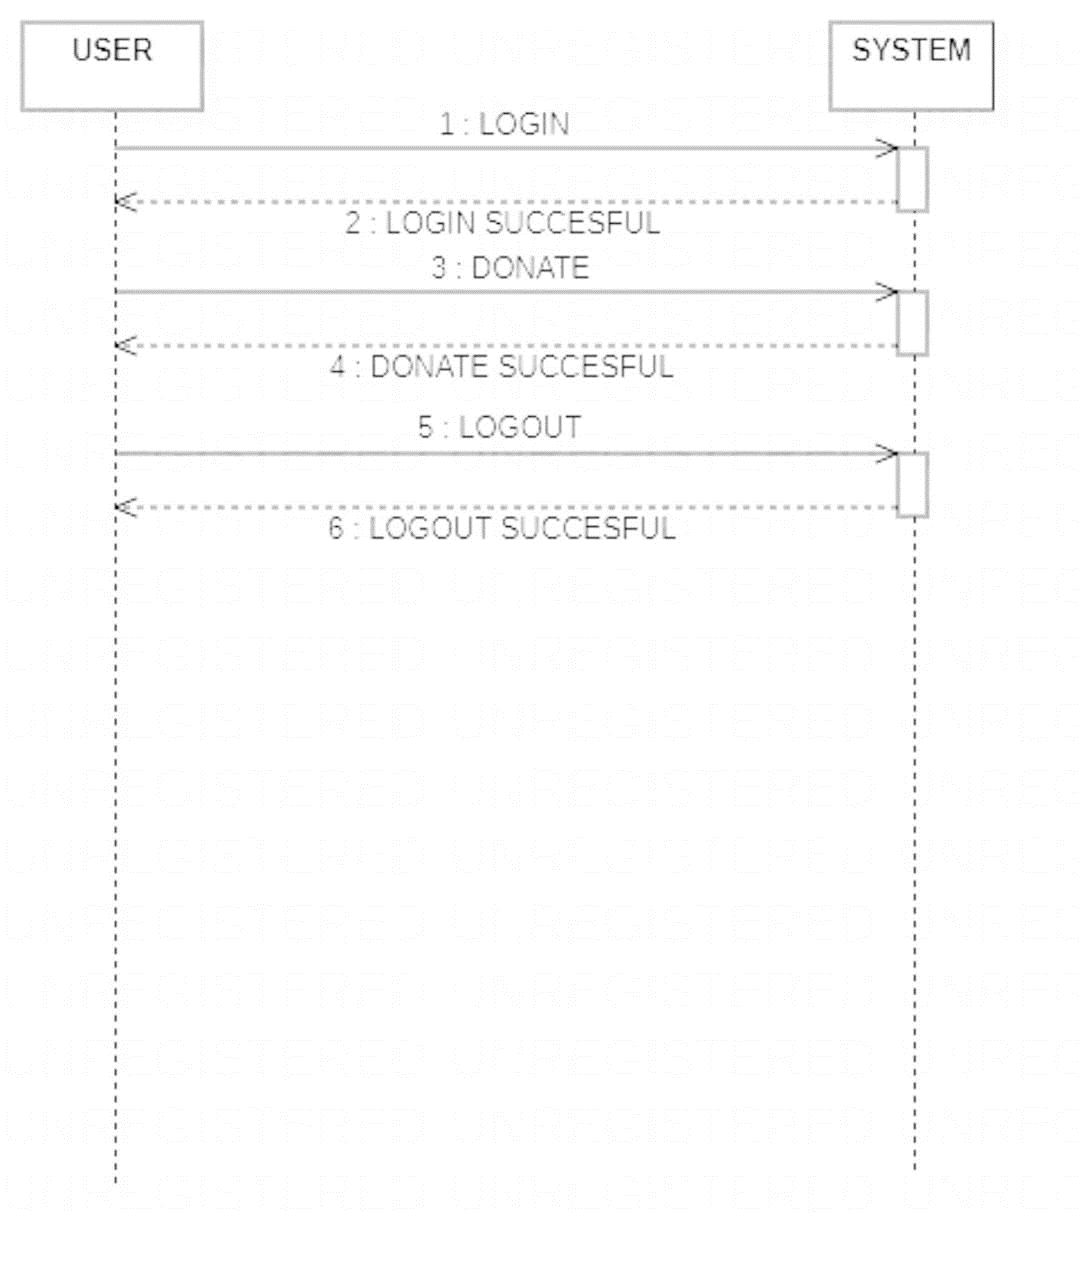 USER
SYSTEM
1 : LOGIN
2 : LOGIN SUCCESFUL
3 : DONATE
4 : DONATE SUCCESFUL
5 : LOGOUT
6 : LOGOUT SUCCESFUL